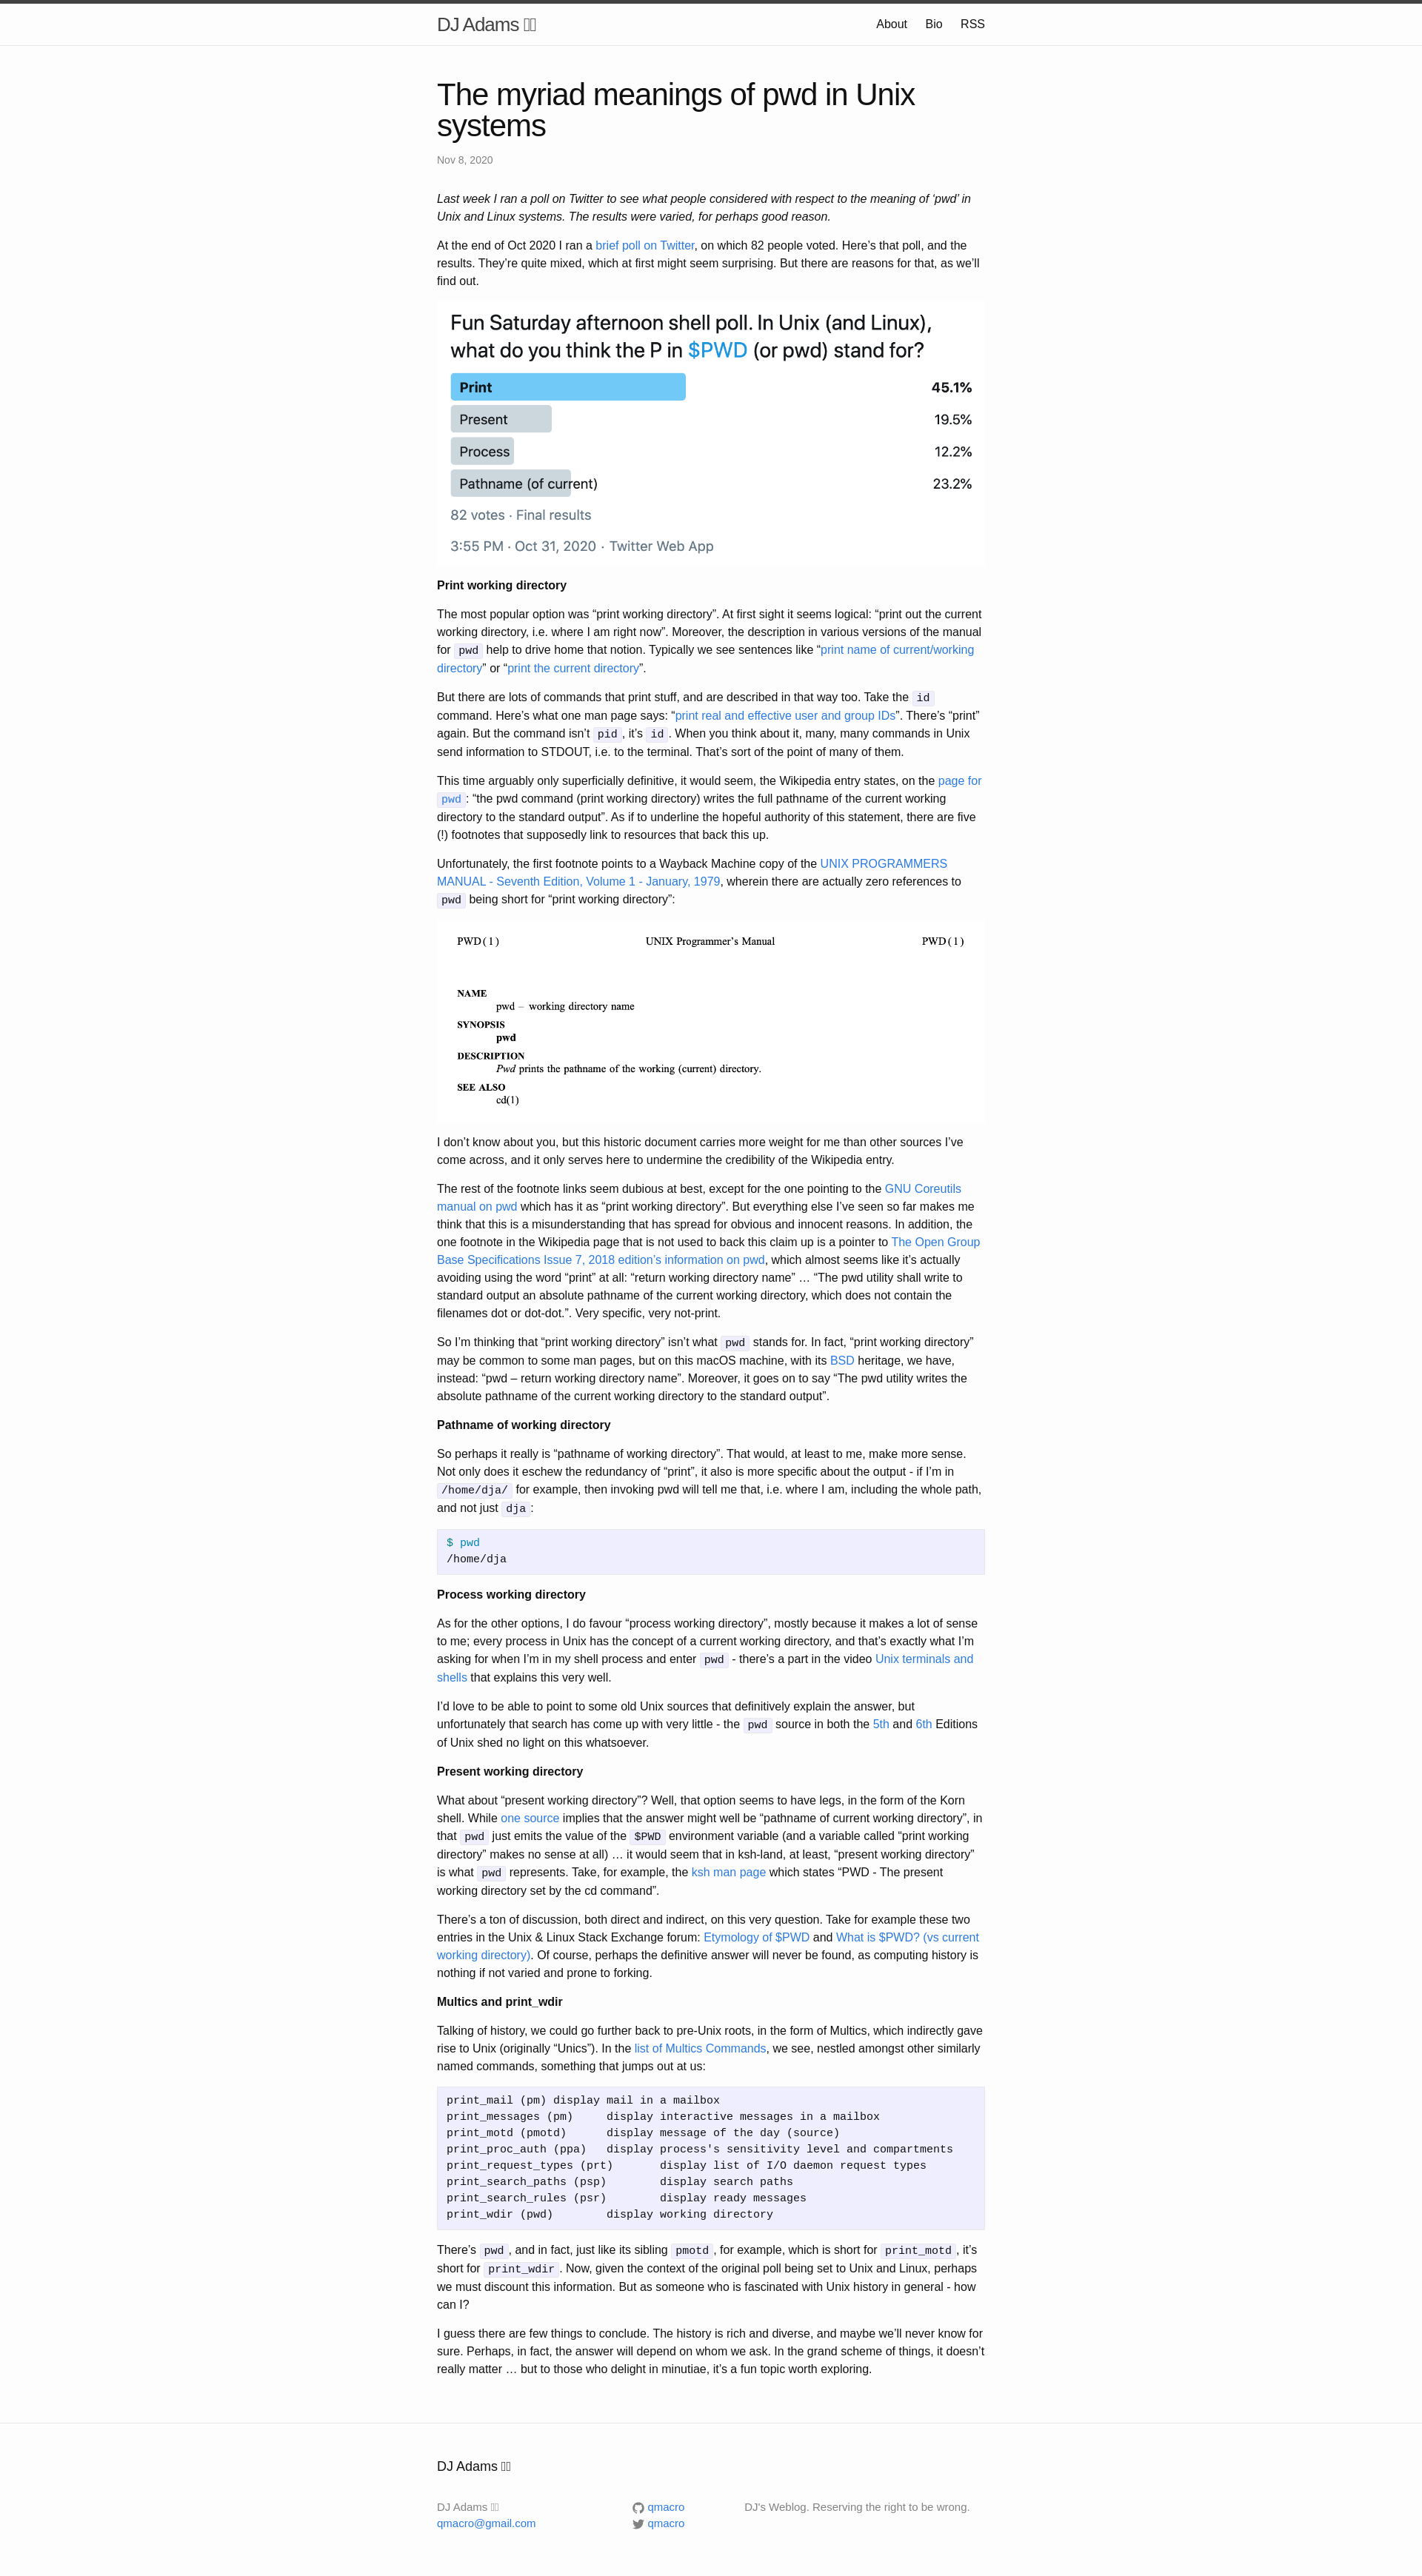 DJ Adams
About Bio RSS
The myriad meanings of pwd in Unix
systems
Nov 8, 2020
Last week I ran a poll on Twitter to see what people considered with respect to the meaning of ‘pwd’ in
Unix and Linux systems. The results were varied, for perhaps good reason.
At the end of Oct 2020 I ran a brief poll on Twitter, on which 82 people voted. Here’s that poll, and the
results. They’re quite mixed, which at first might seem surprising. But there are reasons for that, as we’ll
find out.
Fun Saturday afternoon shell poll. In Unix (and Linux),
what do you think the P in $PWD (or pwd) stand for?
Print 45.1%
Present 19.5%
Process 12.2%
Pathname (of current) 23.2%
82 votes · Final results
3:55 PM · Oct 31, 2020 · Twitter Web App
Print working directory
The most popular option was “print working directory”. At first sight it seems logical: “print out the current
working directory, i.e. where I am right now”. Moreover, the description in various versions of the manual
for pwd help to drive home that notion. Typically we see sentences like “print name of current/working
directory” or “print the current directory”.
But there are lots of commands that print stuff, and are described in that way too. Take the id
command. Here’s what one man page says: “print real and effective user and group IDs”. There’s “print”
again. But the command isn’t pid, it’s id. When you think about it, many, many commands in Unix
send information to STDOUT, i.e. to the terminal. That’s sort of the point of many of them.
This time arguably only superficially definitive, it would seem, the Wikipedia entry states, on the page for
pwd: “the pwd command (print working directory) writes the full pathname of the current working
directory to the standard output”. As if to underline the hopeful authority of this statement, there are five
(!) footnotes that supposedly link to resources that back this up.
Unfortunately, the first footnote points to a Wayback Machine copy of the UNIX PROGRAMMERS
MANUAL - Seventh Edition, Volume 1 - January, 1979, wherein there are actually zero references to
pwd being short for “print working directory”:
PWD(1) UNIX Programmer’s Manual PWD(1)
NAME
pwd – working directory name
SYNOPSIS
pwd
DESCRIPTION
Pwd prints the pathname of the working (current) directory.
SEE ALSO
cd(1)
I don’t know about you, but this historic document carries more weight for me than other sources I’ve
come across, and it only serves here to undermine the credibility of the Wikipedia entry.
The rest of the footnote links seem dubious at best, except for the one pointing to the GNU Coreutils
manual on pwd which has it as “print working directory”. But everything else I’ve seen so far makes me
think that this is a misunderstanding that has spread for obvious and innocent reasons. In addition, the
one footnote in the Wikipedia page that is not used to back this claim up is a pointer to The Open Group
Base Specifications Issue 7, 2018 edition’s information on pwd, which almost seems like it’s actually
avoiding using the word “print” at all: “return working directory name” … “The pwd utility shall write to
standard output an absolute pathname of the current working directory, which does not contain the
filenames dot or dot-dot.”. Very specific, very not-print.
So I’m thinking that “print working directory” isn’t what pwd stands for. In fact, “print working directory”
may be common to some man pages, but on this macOS machine, with its BSD heritage, we have,
instead: “pwd – return working directory name”. Moreover, it goes on to say “The pwd utility writes the
absolute pathname of the current working directory to the standard output”.
Pathname of working directory
So perhaps it really is “pathname of working directory”. That would, at least to me, make more sense.
Not only does it eschew the redundancy of “print”, it also is more specific about the output - if I’m in
/home/dja/ for example, then invoking pwd will tell me that, i.e. where I am, including the whole path,
and not just dja:
$ pwd
/home/dja
Process working directory
As for the other options, I do favour “process working directory”, mostly because it makes a lot of sense
to me; every process in Unix has the concept of a current working directory, and that’s exactly what I’m
asking for when I’m in my shell process and enter pwd - there’s a part in the video Unix terminals and
shells that explains this very well.
I’d love to be able to point to some old Unix sources that definitively explain the answer, but
unfortunately that search has come up with very little - the pwd source in both the 5th and 6th Editions
of Unix shed no light on this whatsoever.
Present working directory
What about “present working directory”? Well, that option seems to have legs, in the form of the Korn
shell. While one source implies that the answer might well be “pathname of current working directory”, in
that pwd just emits the value of the $PWD environment variable (and a variable called “print working
directory” makes no sense at all) … it would seem that in ksh-land, at least, “present working directory”
is what pwd represents. Take, for example, the ksh man page which states “PWD - The present
working directory set by the cd command”.
There’s a ton of discussion, both direct and indirect, on this very question. Take for example these two
entries in the Unix & Linux Stack Exchange forum: Etymology of $PWD and What is $PWD? (vs current
working directory). Of course, perhaps the definitive answer will never be found, as computing history is
nothing if not varied and prone to forking.
Multics and print_wdir
Talking of history, we could go further back to pre-Unix roots, in the form of Multics, which indirectly gave
rise to Unix (originally “Unics”). In the list of Multics Commands, we see, nestled amongst other similarly
named commands, something that jumps out at us:
print_mail (pm) display mail in a mailbox
print_messages (pm) display interactive messages in a mailbox
print_motd (pmotd) display message of the day (source)
print_proc_auth (ppa) display process's sensitivity level and compartments
print_request_types (prt) display list of I/O daemon request types
print_search_paths (psp) display search paths
print_search_rules (psr) display ready messages
print_wdir (pwd) display working directory
There’s pwd, and in fact, just like its sibling pmotd, for example, which is short for print_motd, it’s
short for print_wdir. Now, given the context of the original poll being set to Unix and Linux, perhaps
we must discount this information. But as someone who is fascinated with Unix history in general - how
can I?
I guess there are few things to conclude. The history is rich and diverse, and maybe we’ll never know for
sure. Perhaps, in fact, the answer will depend on whom we ask. In the grand scheme of things, it doesn’t
really matter … but to those who delight in minutiae, it’s a fun topic worth exploring.
DJ Adams
DJ Adams
qmacro@gmail.com
qmacro
qmacro
DJ's Weblog. Reserving the right to be wrong.